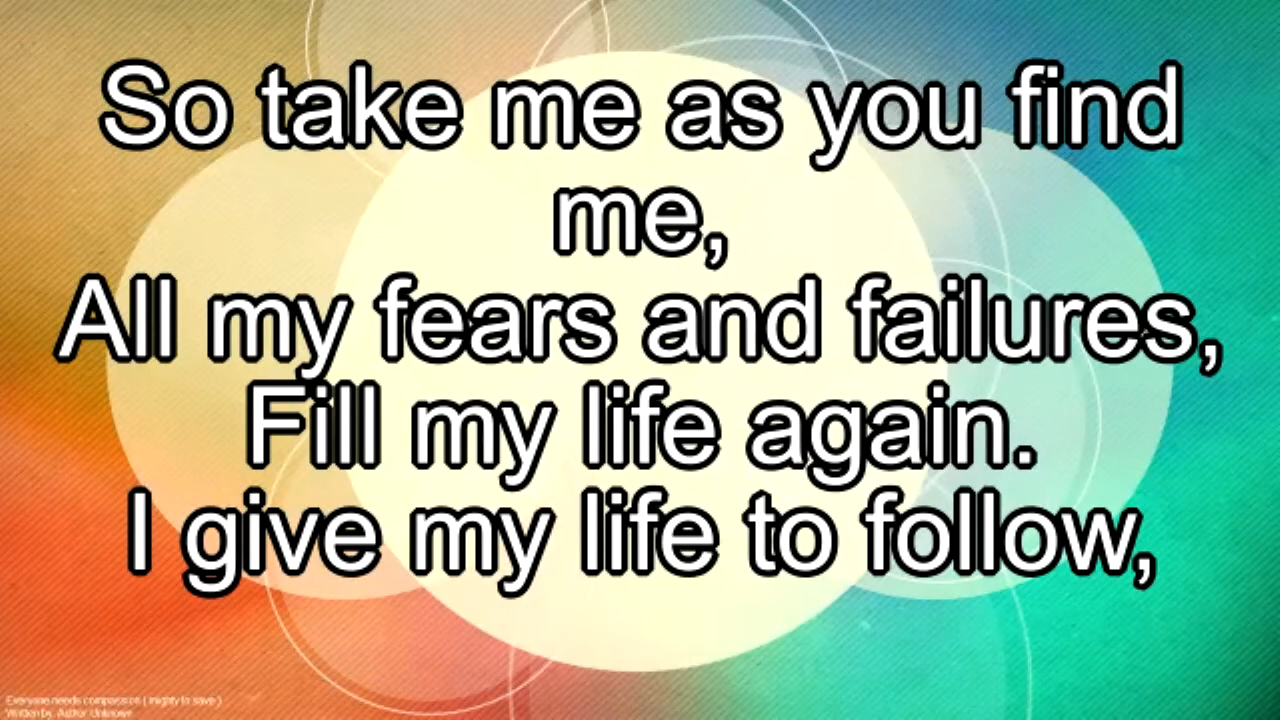 So take me as you find
me,
All my fears and failures,
Fill my life again.
I give my life to follow,
Everyone needs compassion ( mighty to save )
Written by: Author Unknown